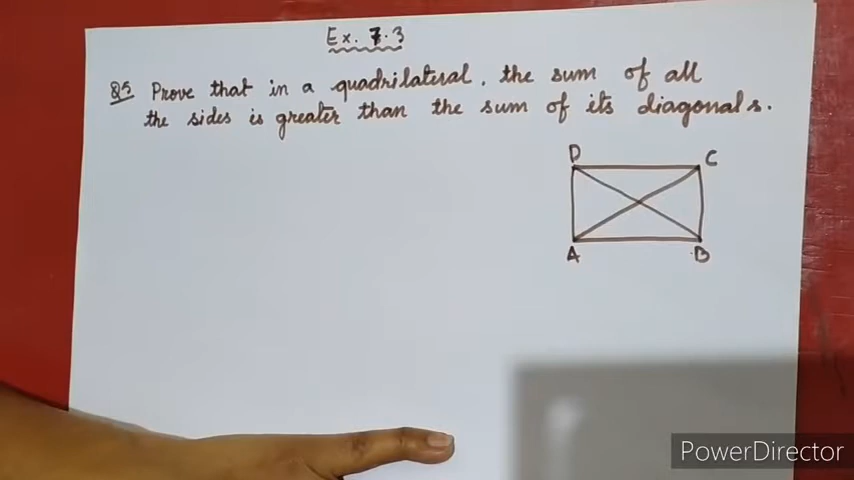 Ex. 7.3
Q5 Prove that in a quadrilateral, the sum of all
the sides is greater than the sum of its diagonals.
D C
A B
PowerDirector